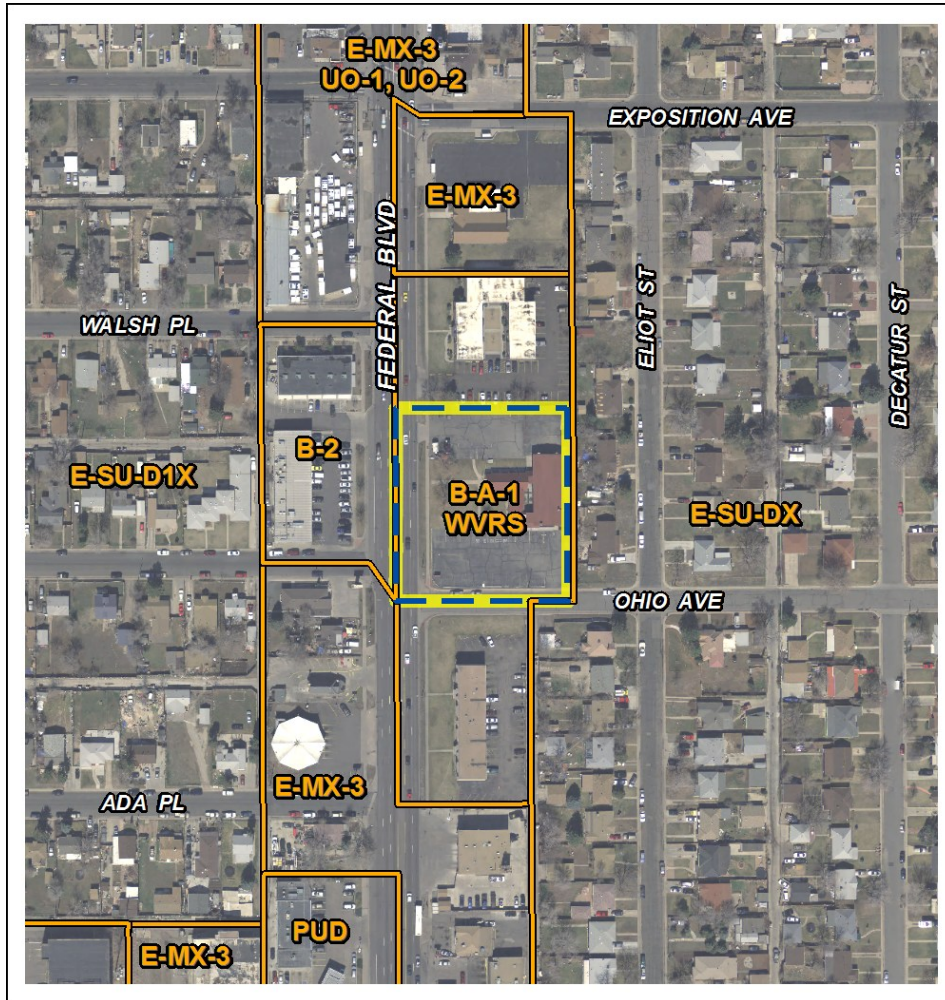 E-MX-3
UO-1, UO-2
EXPOSITION AVE
E-MX-3
FEDERAL BLVD
ELIOT ST
DECATUR ST
WALSH PL
B-2
E-SU-D1X
B-A-1
WVRS
E-SU-DX
OHIO AVE
E-MX-3
ADA PL
PUD
E-MX-3